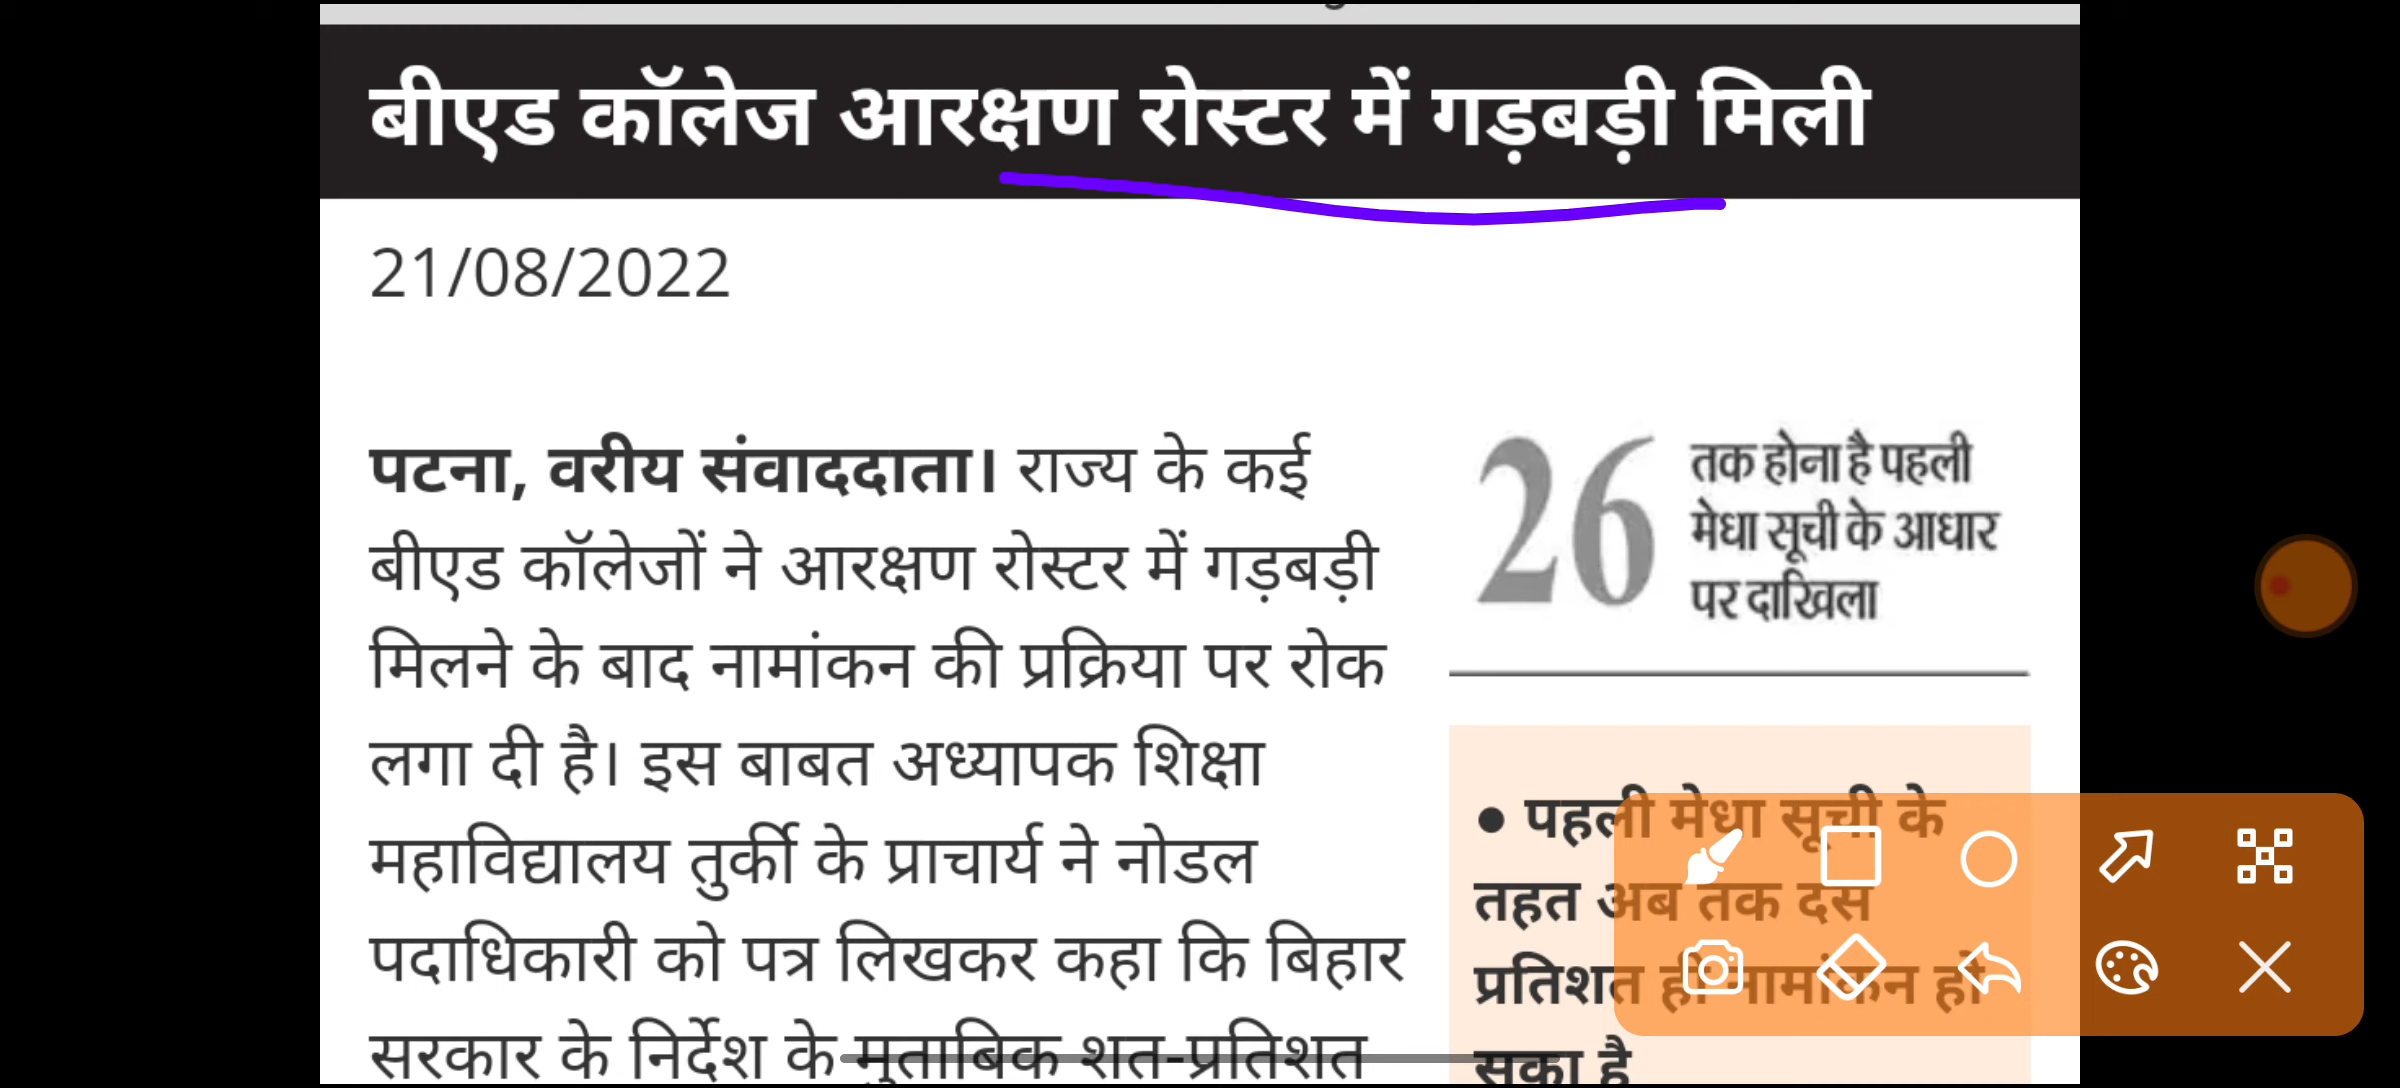 बीएड कॉलेज आरक्षण रोस्टर में गड़बड़ी मिली
21/08/2022
पटना, वरीय संवाददाता। राज्य के कई
बीएड कॉलेजों ने आरक्षण रोस्टर में गड़बड़ी
मिलने के बाद नामांकन की प्रक्रिया पर रोक
लगा दी है। इस बाबत अध्यापक शिक्षा
महाविद्यालय तुर्की के प्राचार्य ने नोडल
पदाधिकारी को पत्र लिखकर कहा कि बिहार
सरकार के निर्देश के मुताबिक शत-प्रतिशत
26
तक होना है पहली
मेधा सूची के आधार
पर दाखिला
● पहली मेधा सूची के
तहत अब तक दस
प्रतिशत ही नामांकन हो
सका है